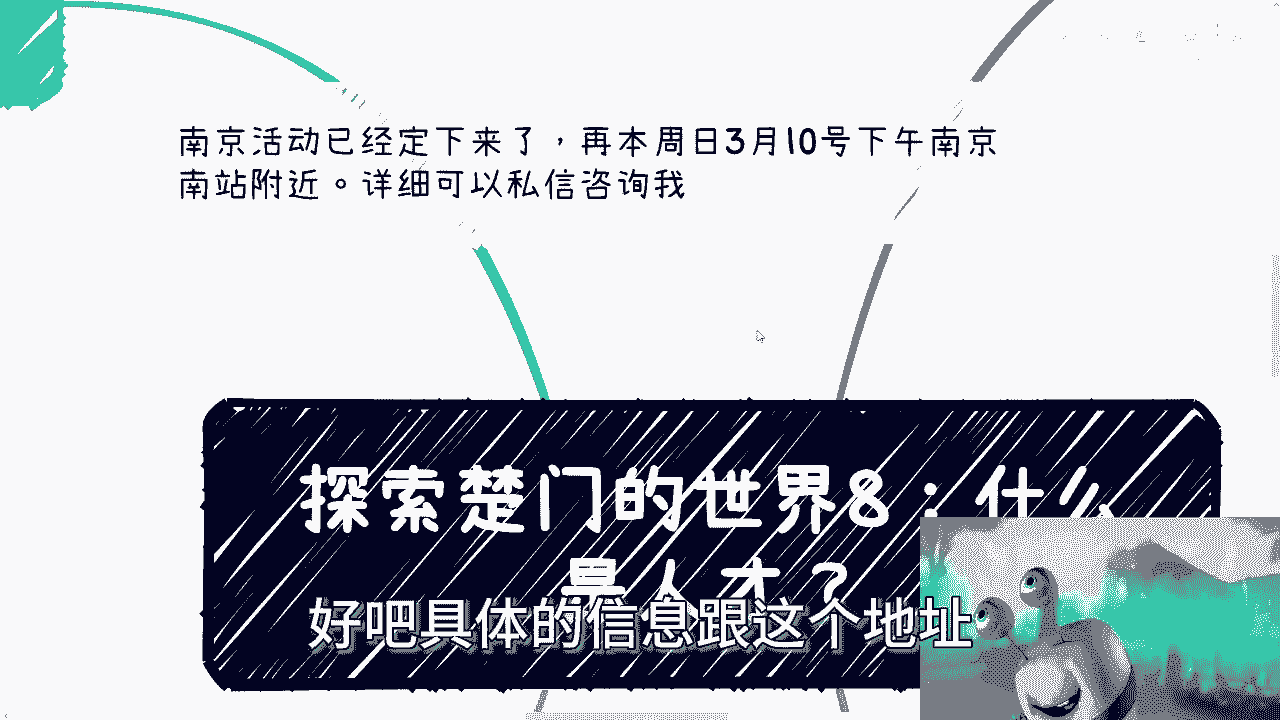 南京活动已经定下来了，再本周日3月10号下午南京
南站附近。详细可以私信咨询我
探索楚门的世界8：什么
是人才？
好吧具体的信息跟这个地址